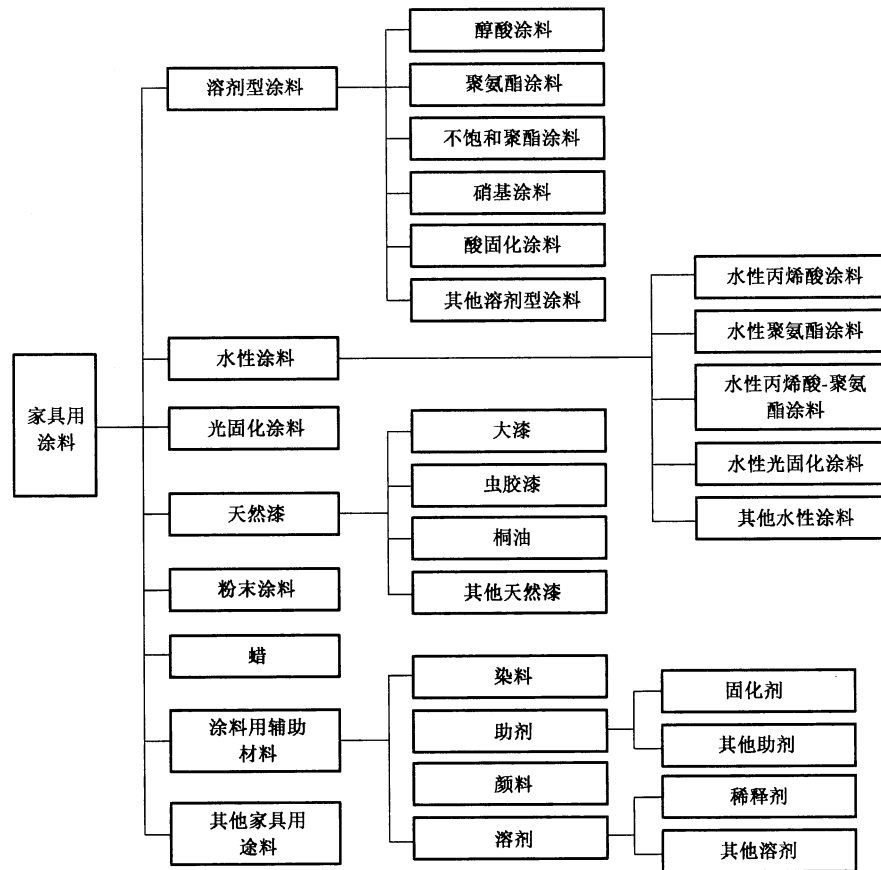 家具用
涂料
溶剂型涂料
醇酸涂料
聚氨酯涂料
不饱和聚酯涂料
硝基涂料
酸固化涂料
其他溶剂型涂料
水性涂料
水性丙烯酸涂料
水性聚氨酯涂料
水性丙烯酸-聚氨
酯涂料
水性光固化涂料
其他水性涂料
光固化涂料
天然漆
大漆
虫胶漆
桐油
其他天然漆
粉末涂料
蜡
涂料用辅助
材料
染料
助剂
固化剂
其他助剂
颜料
溶剂
稀释剂
其他溶剂
其他家具用
途料